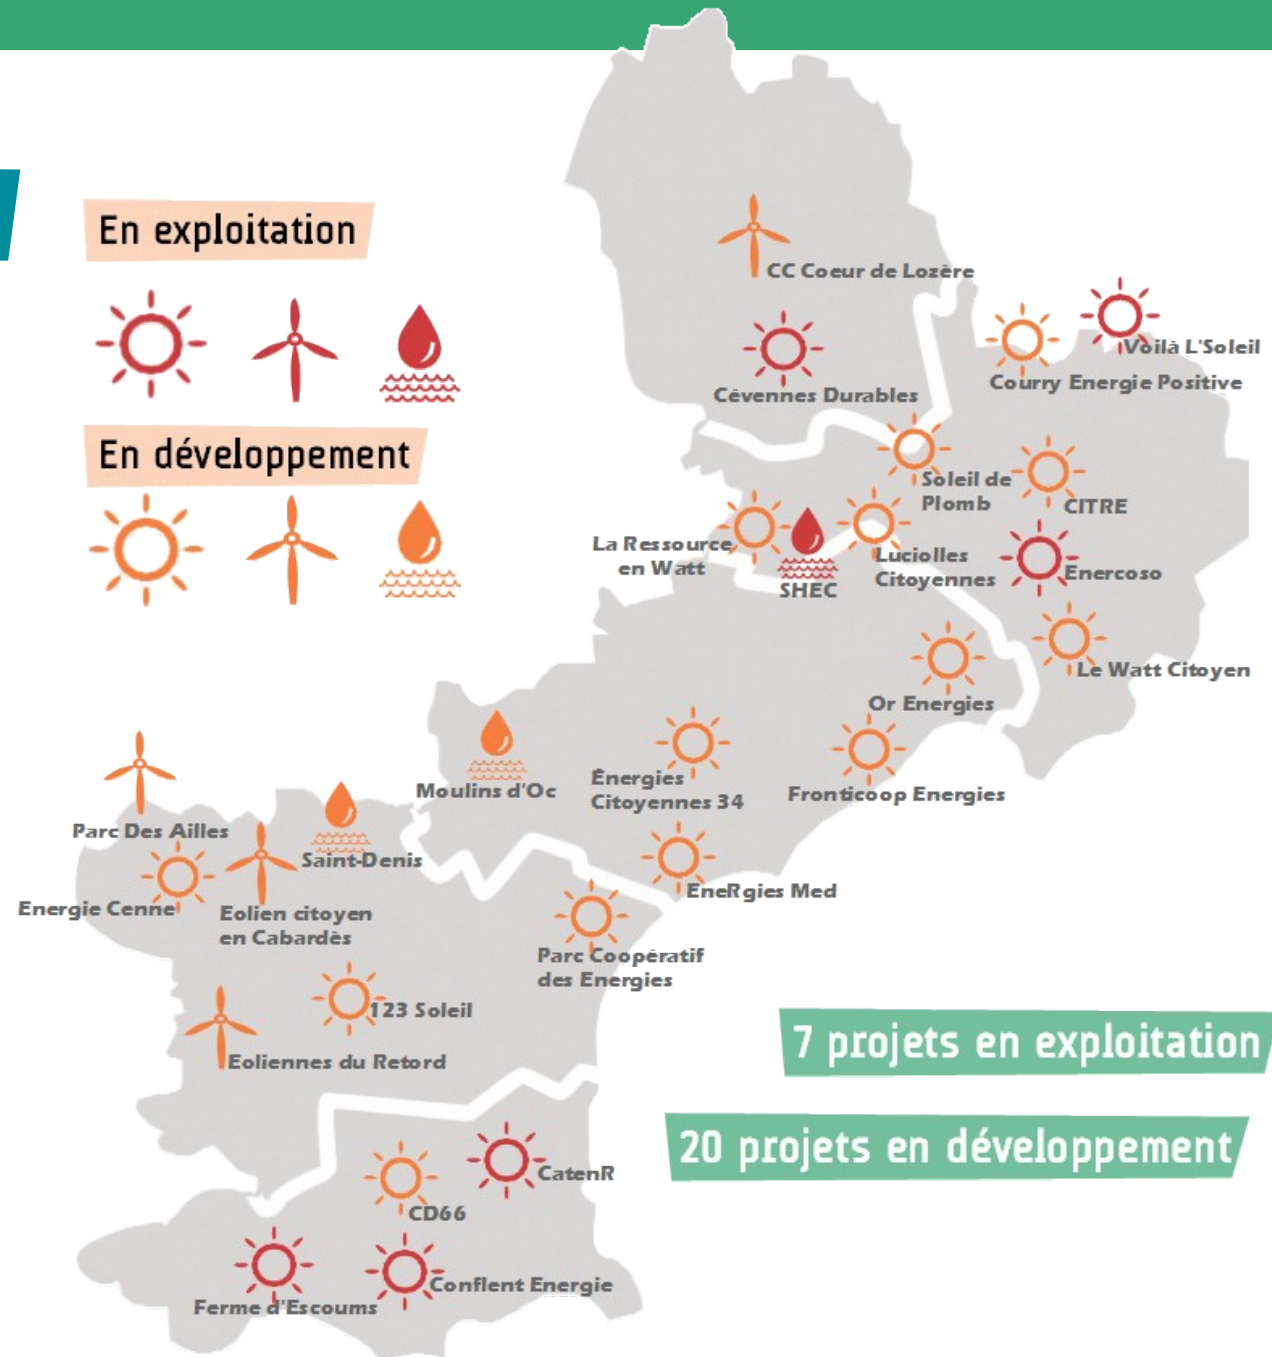 En exploitation
En développement
CC Coeur de Lozère
Voilà L'Soleil
Courry Energie Positive
Cévennes Durables
Soleil de
Plomb
CITRE
La Ressource
en Watt
SHEC
Luciolles
Citoyennes
Enercoso
Le Watt Citoyen
Or Energies
Moulins d'Oc
Énergies
Citoyennes 34
Fronticoop Energies
Parc Des Ailles
Saint-Denis
Energie Cenne
Eolien citoyen
en Cabardès
EneRgies Med
Parc Coopératif
des Energies
123 Soleil
Eoliennes du Retord
7 projets en exploitation
20 projets en développement
CatenR
CD66
Conflent Energie
Ferme d'Escoums